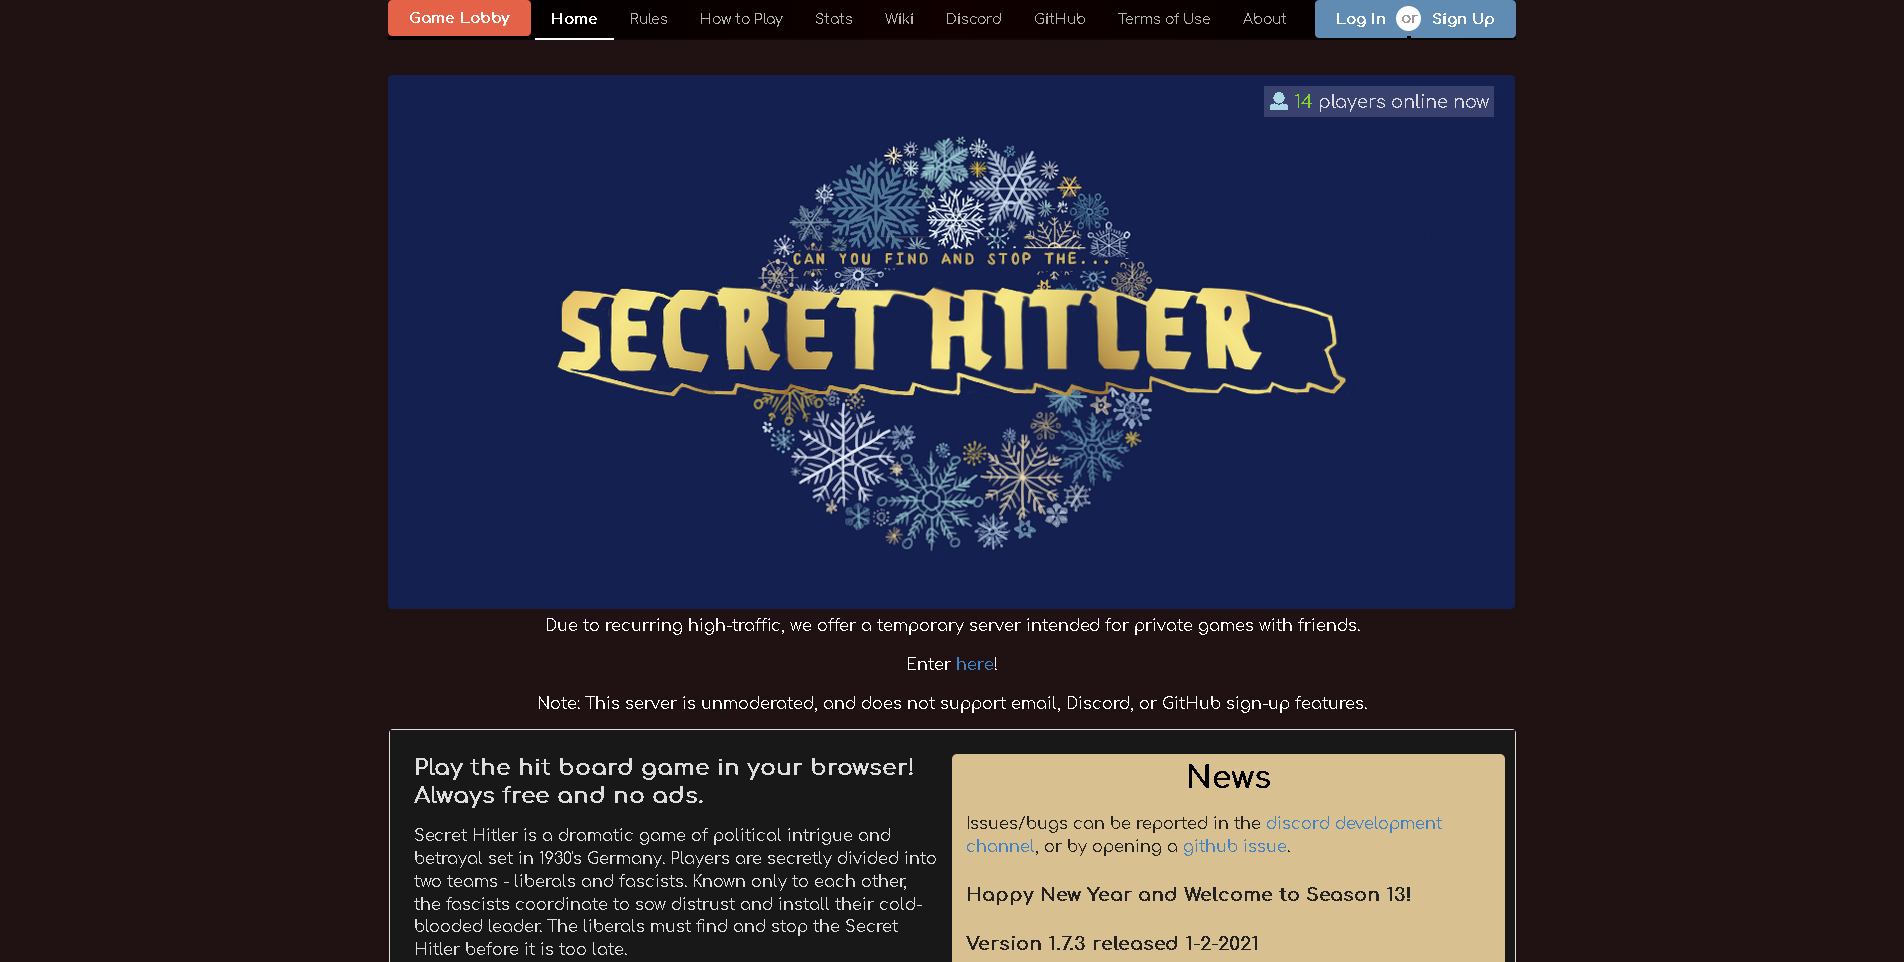 Game Lobby Home Rules How to Play Stats Wiki Discord GitHub Terms of Use About Log In or Sign Up
14 players online now
CAN YOU FIND AND STOP THE...
SECRET HITLER
Due to recurring high-traffic, we offer a temporary server intended for private games with friends.
Enter here!
Note: This server is unmoderated, and does not support email, Discord, or GitHub sign-up features.
Play the hit board game in your browser!
Always free and no ads.
Secret Hitler is a dramatic game of political intrigue and
betrayal set in 1930's Germany. Players are secretly divided into
two teams - liberals and fascists. Known only to each other,
the fascists coordinate to sow distrust and install their cold-
blooded leader. The liberals must find and stop the Secret
Hitler before it is too late.
News
Issues/bugs can be reported in the discord development
channel, or by opening a github issue.
Happy New Year and Welcome to Season 13!
Version 1.7.3 released 1-2-2021